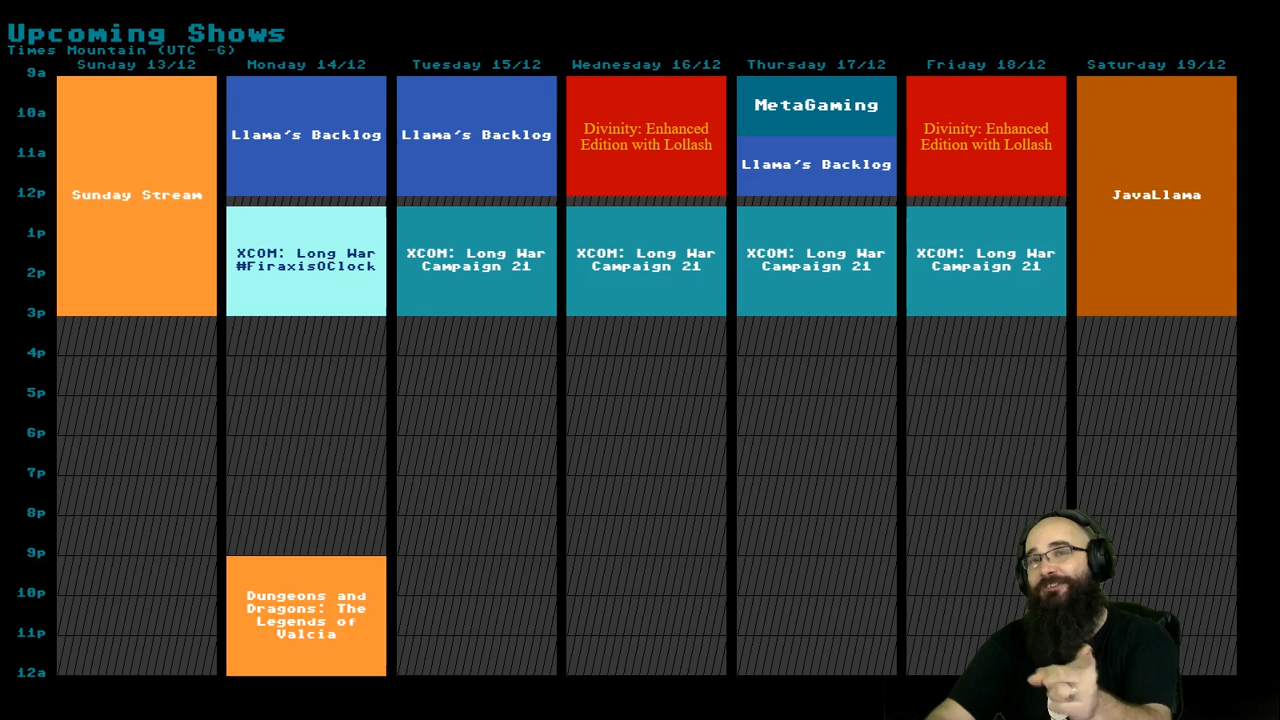 Upcoming Shows
Times Mountain (UTC -6)
Sunday 13/12
Monday 14/12
Tuesday 15/12
Wednesday 16/12
Thursday 17/12
Friday 18/12
Saturday 19/12
9a
10a
11a
12p
1p
2p
3p
4p
5p
6p
7p
8p
9p
10p
11p
12a
Sunday Stream
Llama's Backlog
XCOM: Long War
#FiraxisOClock
Dungeons and
Dragons: The
Legends of
Valcia
Llama's Backlog
XCOM: Long War
Campaign 21
Divinity: Enhanced
Edition with Lollash
XCOM: Long War
Campaign 21
MetaGaming
Llama's Backlog
XCOM: Long War
Campaign 21
Divinity: Enhanced
Edition with Lollash
XCOM: Long War
Campaign 21
JavaLlama